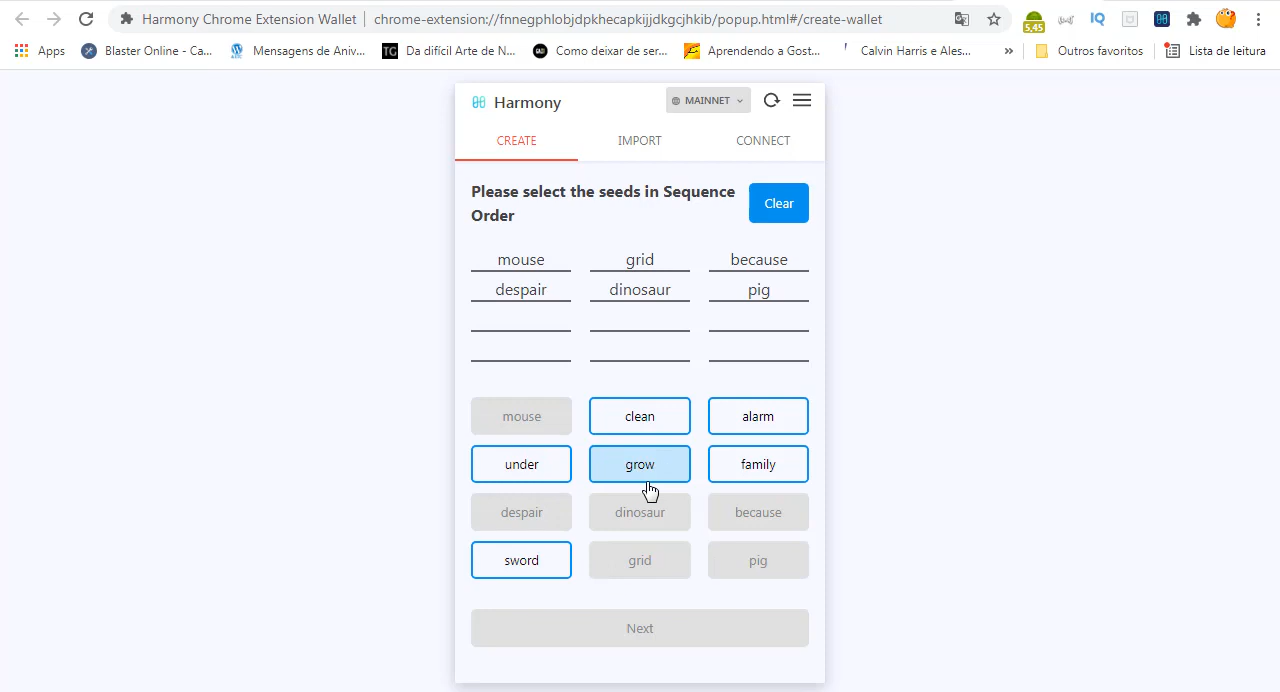 Harmony Chrome Extension Wallet | chrome-extension://fnnegphlobjdpkhecapkijjdkgcjhkib/popup.html#/create-wallet
5,45
IQ
Apps Blaster Online - Ca... Mensagens de Aniv... TG Da difícil Arte de N... Como deixar de ser... Aprendendo a Gost... Calvin Harris e Ales... » Outros favoritos Lista de leitura
Harmony MAINNET
CREATE IMPORT CONNECT
Please select the seeds in Sequence
Order
Clear
mouse grid because
despair dinosaur pig
mouse clean alarm
under grow family
despair dinosaur because
sword grid pig
Next